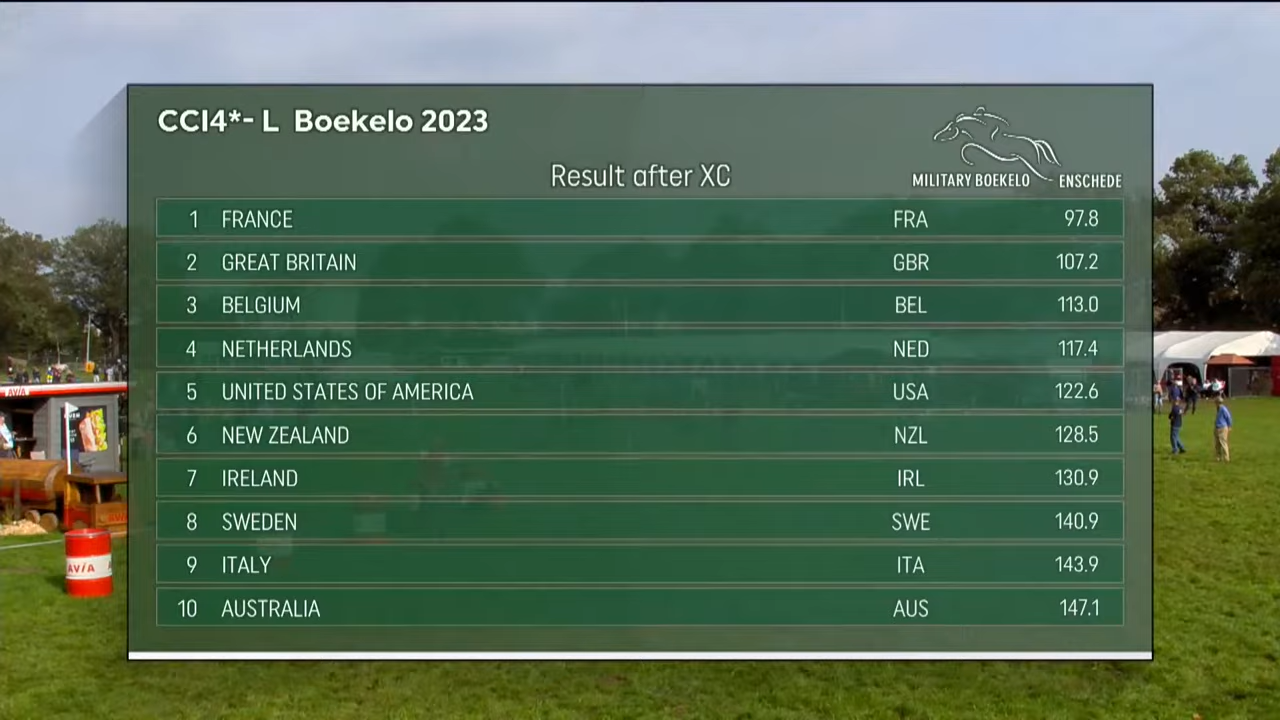 CCI4*- L Boekelo 2023
Result after XC
MILITARY BOEKELO ENSCHEDE
1 FRANCE FRA 97.8
2 GREAT BRITAIN GBR 107.2
3 BELGIUM BEL 113.0
4 NETHERLANDS NED 117.4
5 UNITED STATES OF AMERICA USA 122.6
6 NEW ZEALAND NZL 128.5
7 IRELAND IRL 130.9
8 SWEDEN SWE 140.9
9 ITALY ITA 143.9
10 AUSTRALIA AUS 147.1
AVIA
AVIA